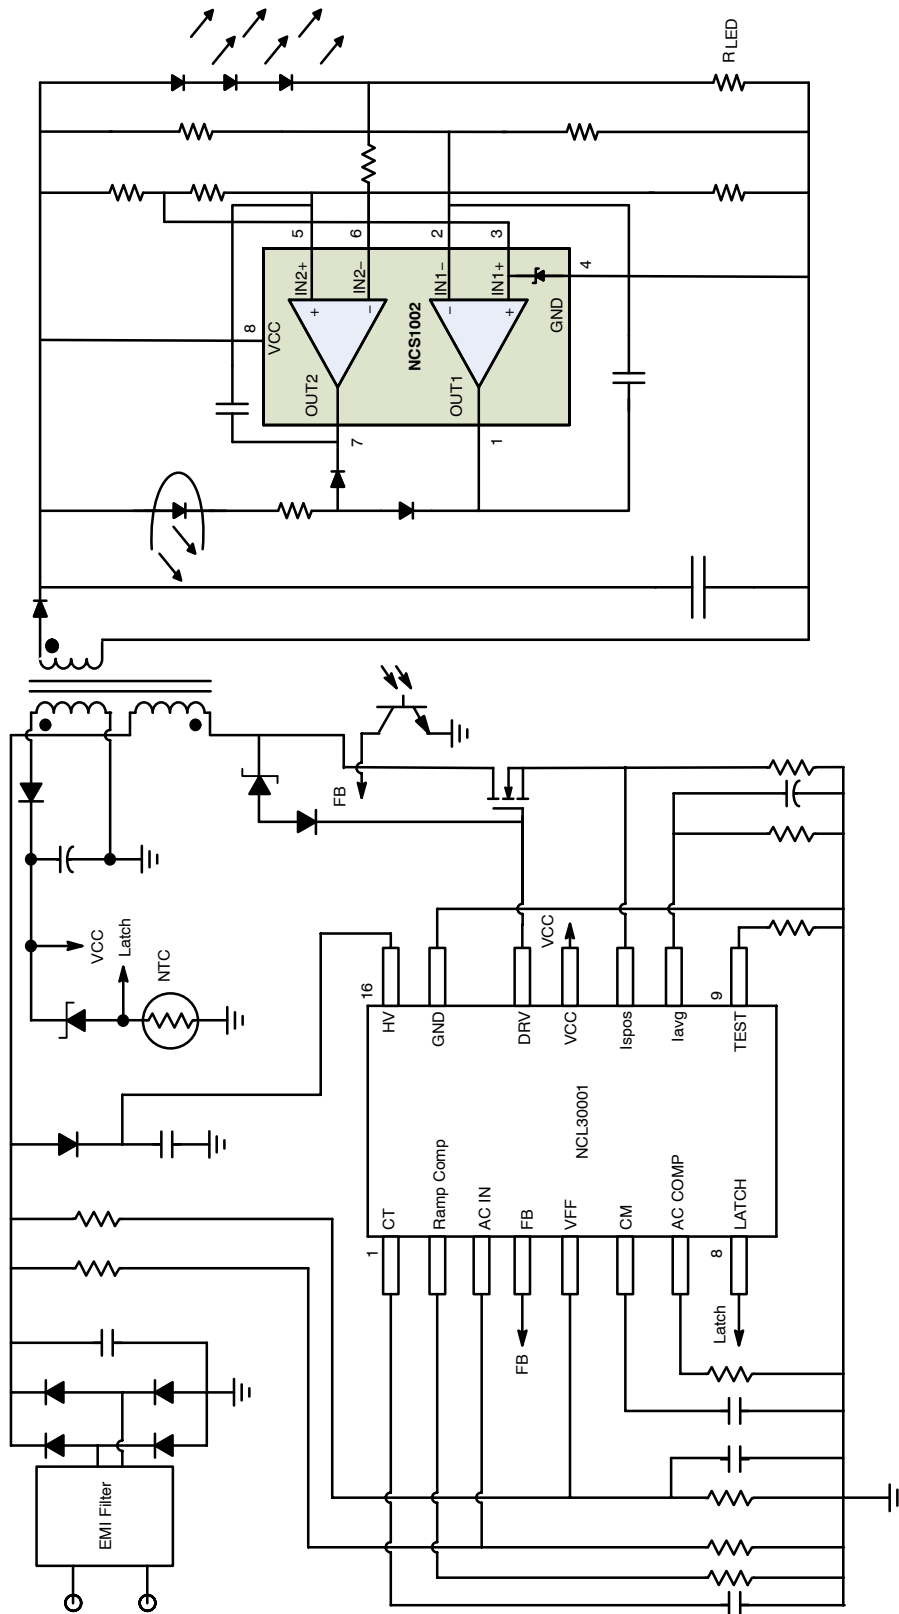 R LED
5
6
2
3
4
8
IN2+
IN2−
IN1−
IN1+
+
−
−
+
VCC
NCS1002
GND
OUT2
OUT1
7
1
FB
VCC
Latch
NTC
VCC
16
9
HV
GND
DRV
VCC
Ispos
Iavg
TEST
NCL30001
CT
Ramp Comp
AC IN
FB
VFF
CM
AC COMP
LATCH
1
8
FB
Latch
EMI Filter